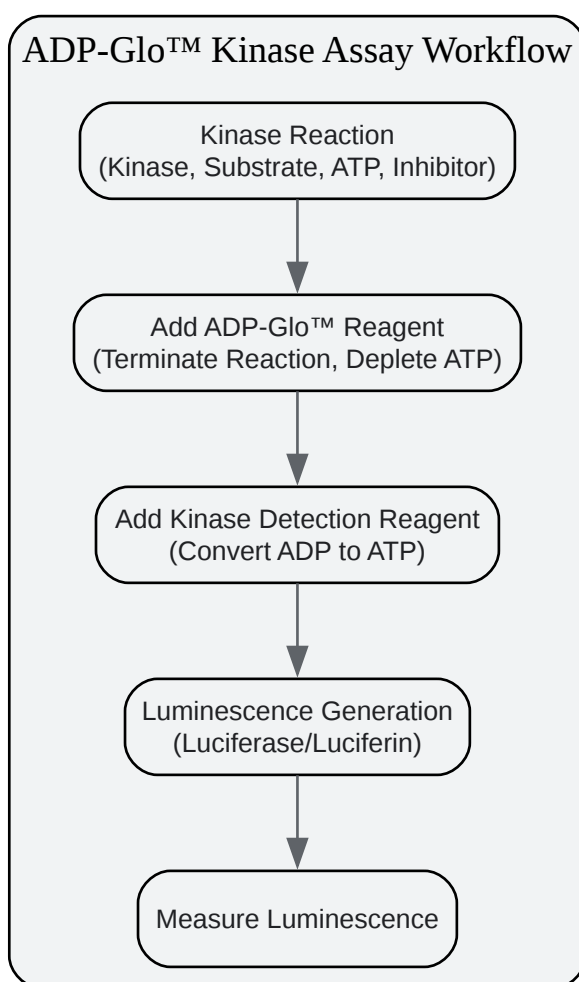 ADP-Glo™ Kinase Assay Workflow
Kinase Reaction
(Kinase, Substrate, ATP, Inhibitor)
Add ADP-Glo™ Reagent
(Terminate Reaction, Deplete ATP)
Add Kinase Detection Reagent
(Convert ADP to ATP)
Luminescence Generation
(Luciferase/Luciferin)
Measure Luminescence